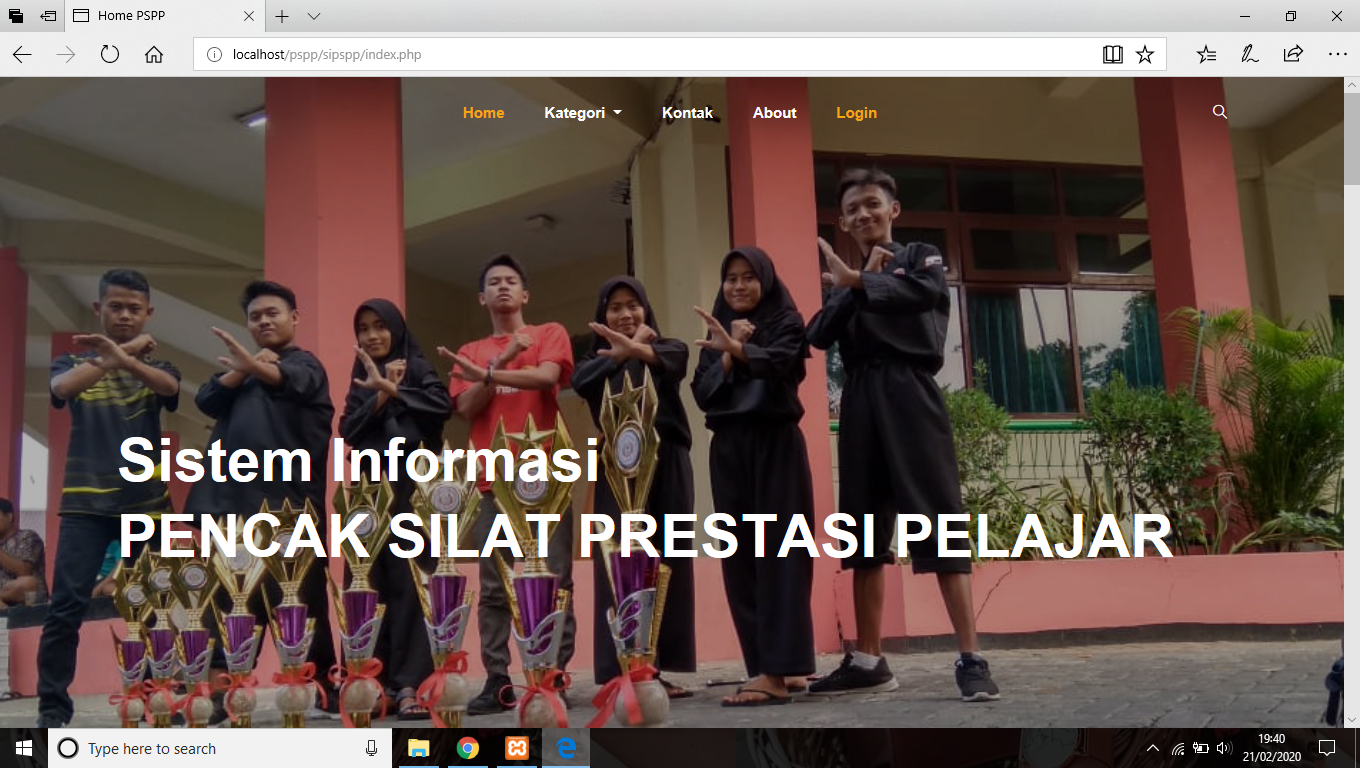 Home PSPP
localhost/pspp/sipspp/index.php
Home Kategori Kontak About Login
Sistem Informasi
PENCAK SILAT PRESTASI PELAJAR
Type here to search
19:40
21/02/2020